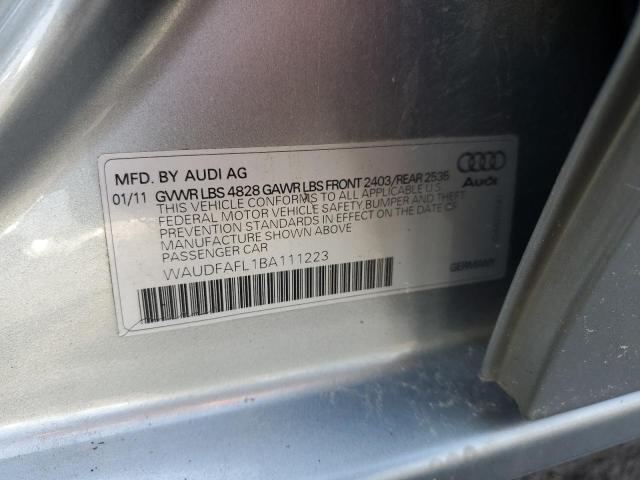 MFD. BY AUDI AG
01/11 GVWR LBS 4828 GAWR LBS FRONT 2403/REAR 2535
THIS VEHICLE CONFORMS TO ALL APPLICABLE U.S.
FEDERAL MOTOR VEHICLE SAFETY, BUMPER AND THEFT
PREVENTION STANDARDS IN EFFECT ON THE DATE OF
MANUFACTURE SHOWN ABOVE
PASSENGER CAR
WAUDFAFL1BA111223
Audi
GERMANY